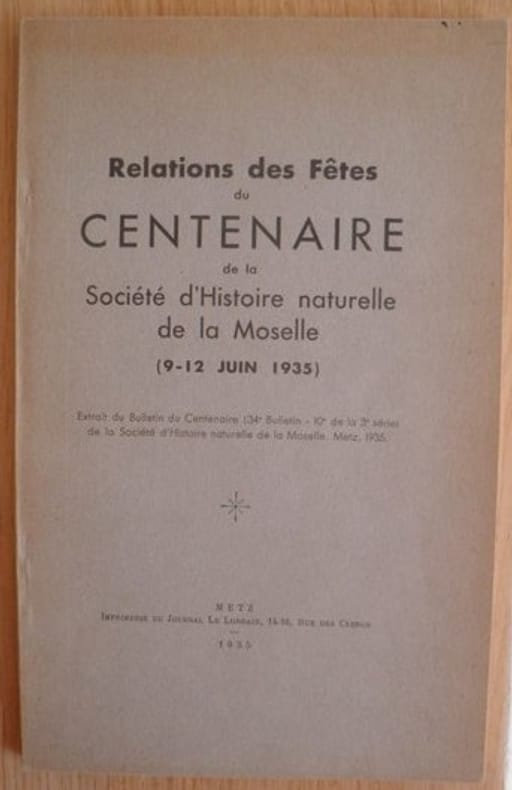 Relations des Fêtes
du
CENTENAIRE
de la
Société d'Histoire naturelle
de la Moselle
(9-12 JUIN 1935)
Extrait du Bulletin du Centenaire (34e Bulletin - 10e de la 3e série)
de la Société d'Histoire naturelle de la Moselle. Metz, 1935.
METZ
Imprimerie du Journal Le Lorrain, 14-16, Rue des Clercs
1935